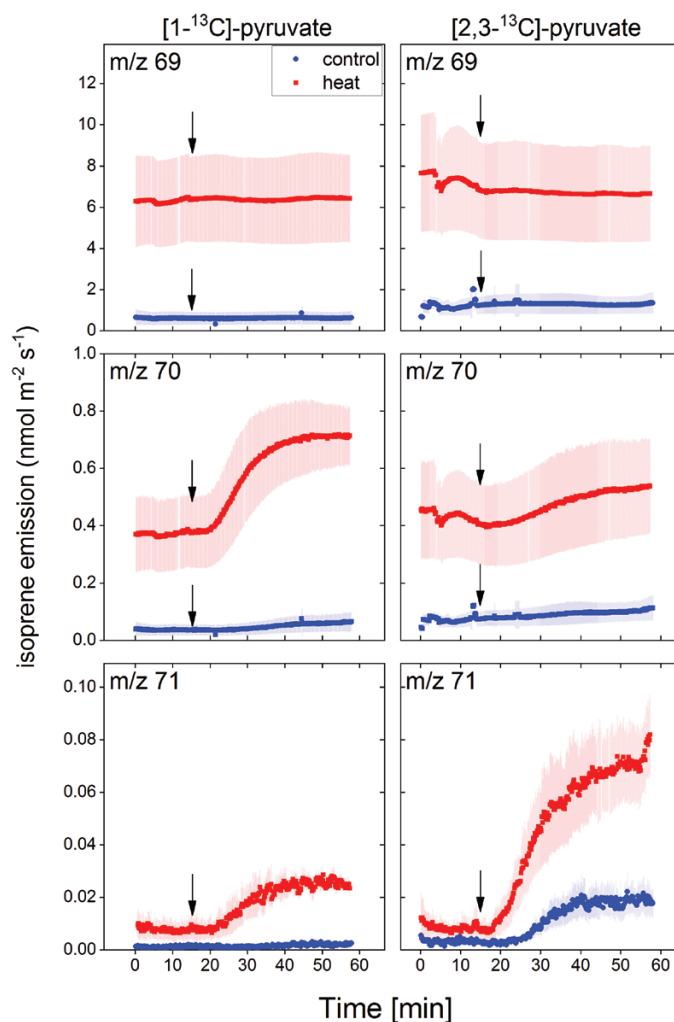 [1-¹³C]-pyruvate [2,3-¹³C]-pyruvate
m/z 69 control heat m/z 69
12
10
8
6
4
2
0
m/z 70 m/z 70
1.0
0.8
0.6
0.4
0.2
0.0
m/z 71 m/z 71
0.10
0.08
0.06
0.04
0.02
0.00
0 10 20 30 40 50 60 0 10 20 30 40 50 60
isoprene emission (nmol m⁻² s⁻¹)
Time [min]